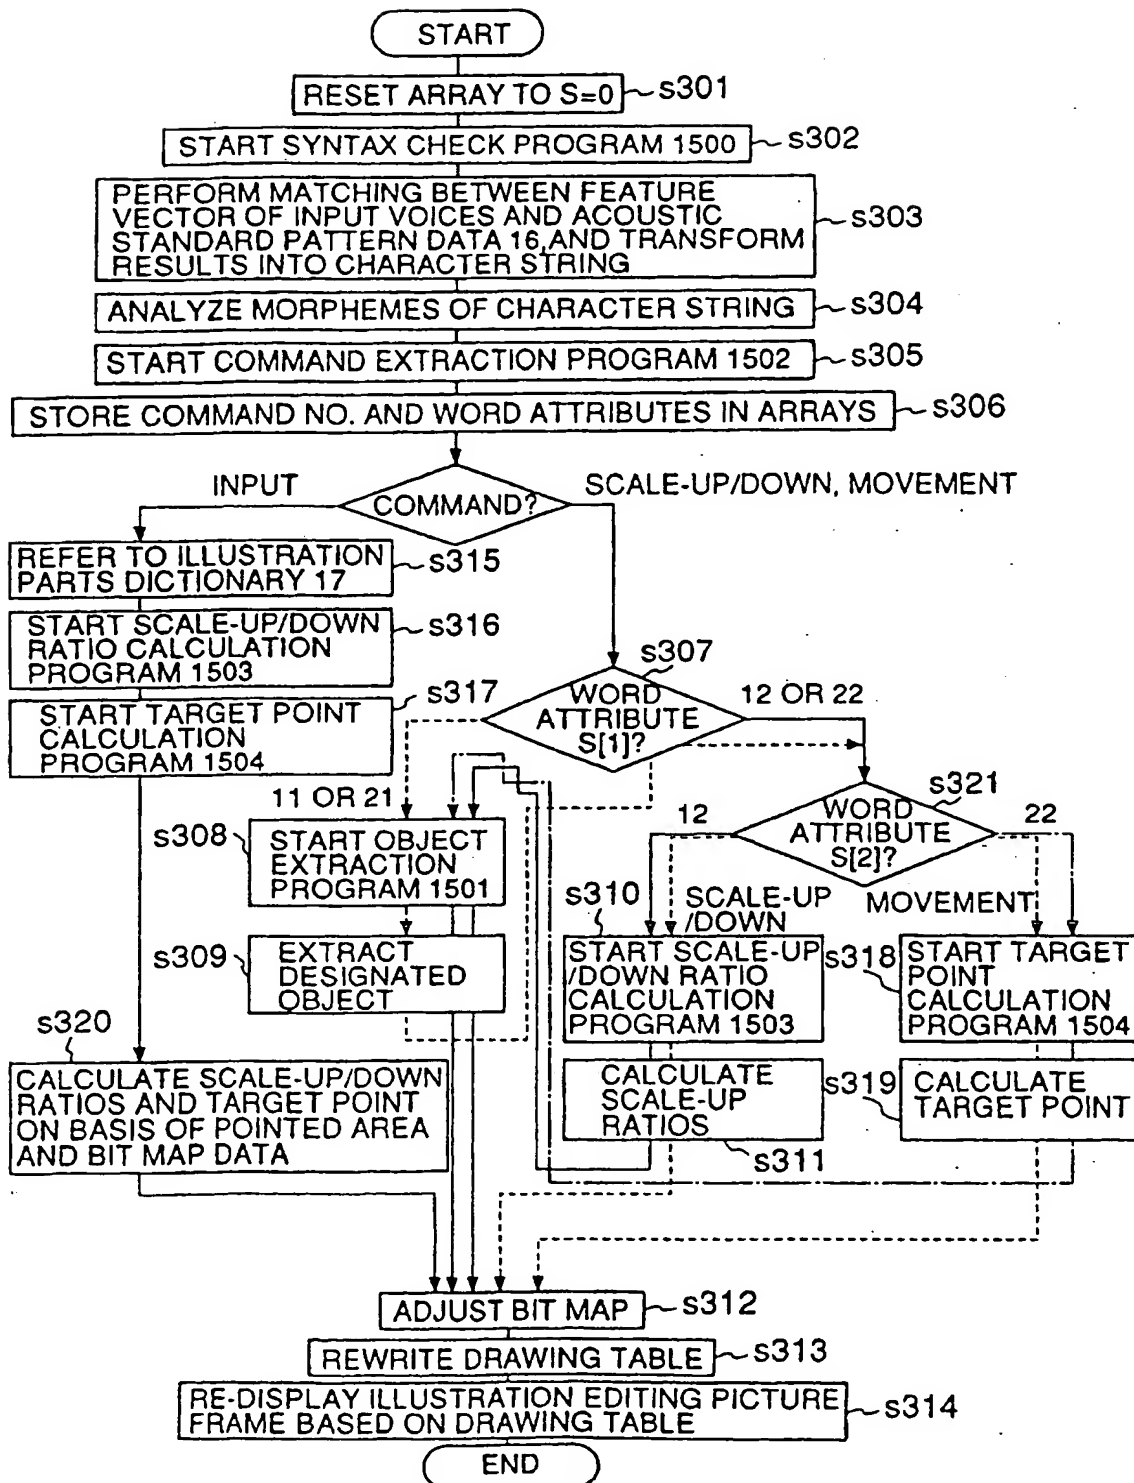 START
RESET ARRAY TO S=0
s301
START SYNTAX CHECK PROGRAM 1500
s302
PERFORM MATCHING BETWEEN FEATURE
VECTOR OF INPUT VOICES AND ACOUSTIC
STANDARD PATTERN DATA 16,AND TRANSFORM
RESULTS INTO CHARACTER STRING
s303
ANALYZE MORPHEMES OF CHARACTER STRING
s304
START COMMAND EXTRACTION PROGRAM 1502
s305
STORE COMMAND NO. AND WORD ATTRIBUTES IN ARRAYS
s306
INPUT
COMMAND?
SCALE-UP/DOWN, MOVEMENT
REFER TO ILLUSTRATION
PARTS DICTIONARY 17
s315
START SCALE-UP/DOWN
RATIO CALCULATION
PROGRAM 1503
s316
START TARGET POINT
CALCULATION
PROGRAM 1504
s317
s307
WORD
ATTRIBUTE
S[1]?
12 OR 22
11 OR 21
s321
WORD
ATTRIBUTE
S[2]?
12
22
s308
START OBJECT
EXTRACTION
PROGRAM 1501
s309
EXTRACT
DESIGNATED
OBJECT
s310
SCALE-UP
/DOWN
MOVEMENT
START SCALE-UP
/DOWN RATIO
CALCULATION
PROGRAM 1503
s318
START TARGET
POINT
CALCULATION
PROGRAM 1504
s320
CALCULATE SCALE-UP/DOWN
RATIOS AND TARGET POINT
ON BASIS OF POINTED AREA
AND BIT MAP DATA
CALCULATE
SCALE-UP
RATIOS
s311
s319
CALCULATE
TARGET POINT
ADJUST BIT MAP
s312
REWRITE DRAWING TABLE
s313
RE-DISPLAY ILLUSTRATION EDITING PICTURE
FRAME BASED ON DRAWING TABLE
s314
END